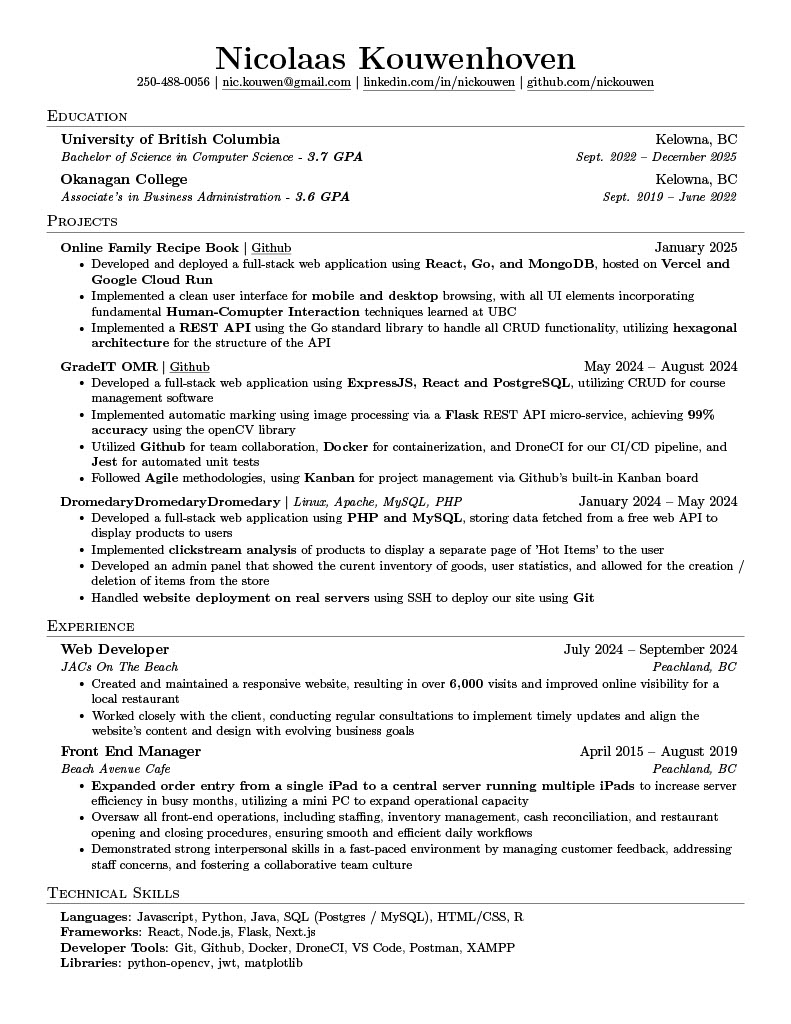 Nicolaas Kouwenhoven
250-488-0056 | nic.kouwen@gmail.com | linkedin.com/in/nickouwen | github.com/nickouwen
Education
University of British Columbia Kelowna, BC
Bachelor of Science in Computer Science - 3.7 GPA Sept. 2022 – December 2025
Okanagan College Kelowna, BC
Associate's in Business Administration - 3.6 GPA Sept. 2019 – June 2022
Projects
Online Family Recipe Book | Github January 2025
• Developed and deployed a full-stack web application using React, Go, and MongoDB, hosted on Vercel and
Google Cloud Run
• Implemented a clean user interface for mobile and desktop browsing, with all UI elements incorporating
fundamental Human-Comupter Interaction techniques learned at UBC
• Implemented a REST API using the Go standard library to handle all CRUD functionality, utilizing hexagonal
architecture for the structure of the API
GradeIT OMR | Github May 2024 – August 2024
• Developed a full-stack web application using ExpressJS, React and PostgreSQL, utilizing CRUD for course
management software
• Implemented automatic marking using image processing via a Flask REST API micro-service, achieving 99%
accuracy using the openCV library
• Utilized Github for team collaboration, Docker for containerization, and DroneCI for our CI/CD pipeline, and
Jest for automated unit tests
• Followed Agile methodologies, using Kanban for project management via Github's built-in Kanban board
DromedaryDromedaryDromedary | Linux, Apache, MySQL, PHP January 2024 – May 2024
• Developed a full-stack web application using PHP and MySQL, storing data fetched from a free web API to
display products to users
• Implemented clickstream analysis of products to display a separate page of 'Hot Items' to the user
• Developed an admin panel that showed the curent inventory of goods, user statistics, and allowed for the creation /
deletion of items from the store
• Handled website deployment on real servers using SSH to deploy our site using Git
Experience
Web Developer July 2024 – September 2024
JACs On The Beach Peachland, BC
• Created and maintained a responsive website, resulting in over 6,000 visits and improved online visibility for a
local restaurant
• Worked closely with the client, conducting regular consultations to implement timely updates and align the
website's content and design with evolving business goals
Front End Manager April 2015 – August 2019
Beach Avenue Cafe Peachland, BC
• Expanded order entry from a single iPad to a central server running multiple iPads to increase server
efficiency in busy months, utilizing a mini PC to expand operational capacity
• Oversaw all front-end operations, including staffing, inventory management, cash reconciliation, and restaurant
opening and closing procedures, ensuring smooth and efficient daily workflows
• Demonstrated strong interpersonal skills in a fast-paced environment by managing customer feedback, addressing
staff concerns, and fostering a collaborative team culture
Technical Skills
Languages: Javascript, Python, Java, SQL (Postgres / MySQL), HTML/CSS, R
Frameworks: React, Node.js, Flask, Next.js
Developer Tools: Git, Github, Docker, DroneCI, VS Code, Postman, XAMPP
Libraries: python-opencv, jwt, matplotlib